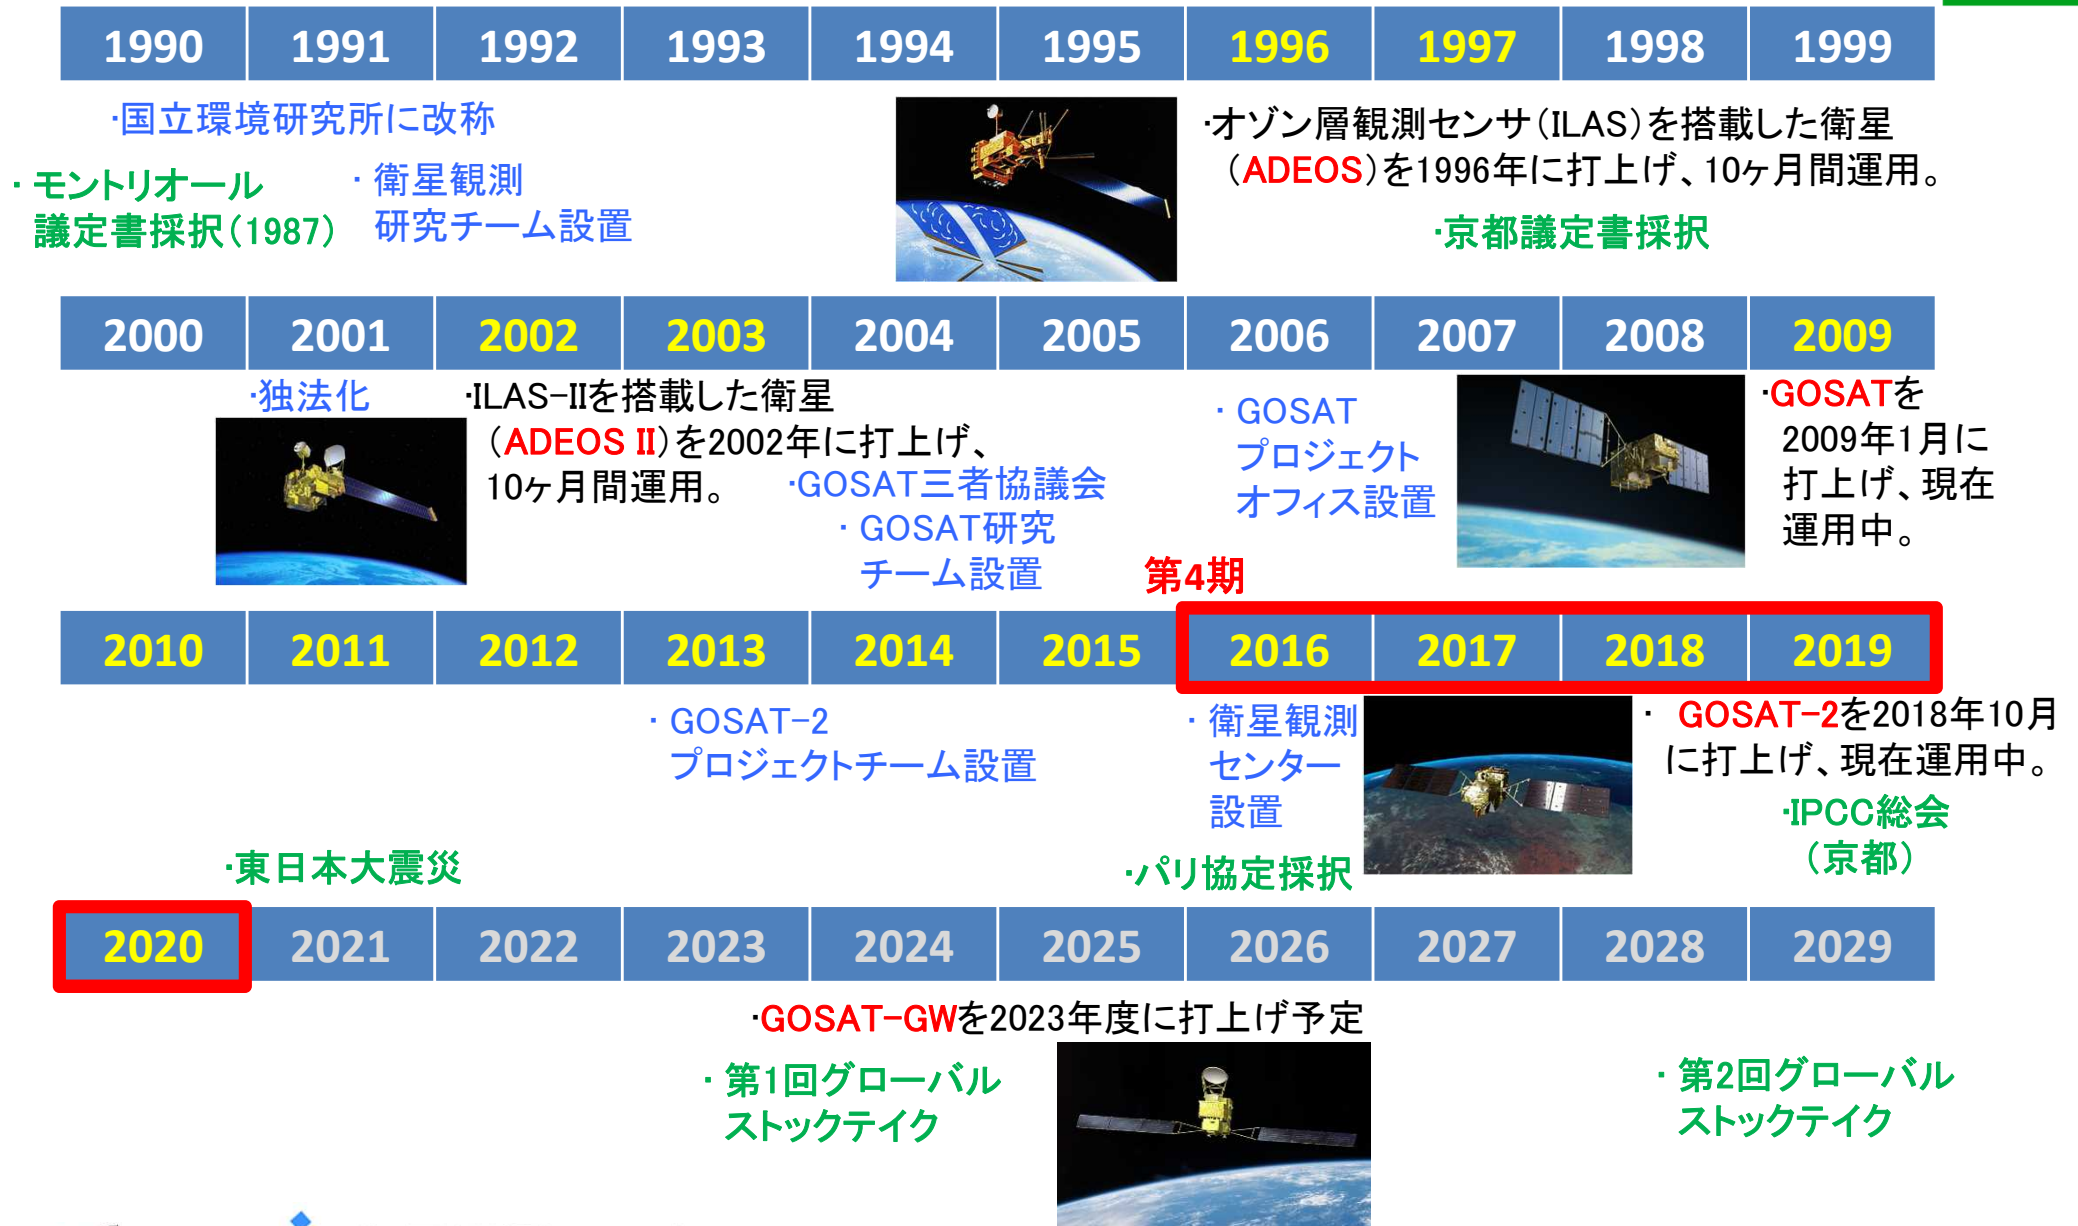 1990 1991 1992 1993 1994 1995 1996 1997 1998 1999
・国立環境研究所に改称
・モントリオール
議定書採択(1987)
・衛星観測
研究チーム設置
・オゾン層観測センサ(ILAS)を搭載した衛星
(ADEOS)を1996年に打上げ、10ヶ月間運用。
・京都議定書採択
2000 2001 2002 2003 2004 2005 2006 2007 2008 2009
・独法化
・ILAS-IIを搭載した衛星
(ADEOS II)を2002年に打上げ、
10ヶ月間運用。
・GOSAT三者協議会
・GOSAT研究
チーム設置
・GOSAT
プロジェクト
オフィス設置
・GOSATを
2009年1月に
打上げ、現在
運用中。
第4期
2010 2011 2012 2013 2014 2015 2016 2017 2018 2019
・GOSAT-2
プロジェクトチーム設置
・衛星観測
センター
設置
・GOSAT-2を2018年10月
に打上げ、現在運用中。
・IPCC総会
(京都)
・東日本大震災
・パリ協定採択
2020 2021 2022 2023 2024 2025 2026 2027 2028 2029
・GOSAT-GWを2023年度に打上げ予定
・第1回グローバル
ストックテイク
・第2回グローバル
ストックテイク